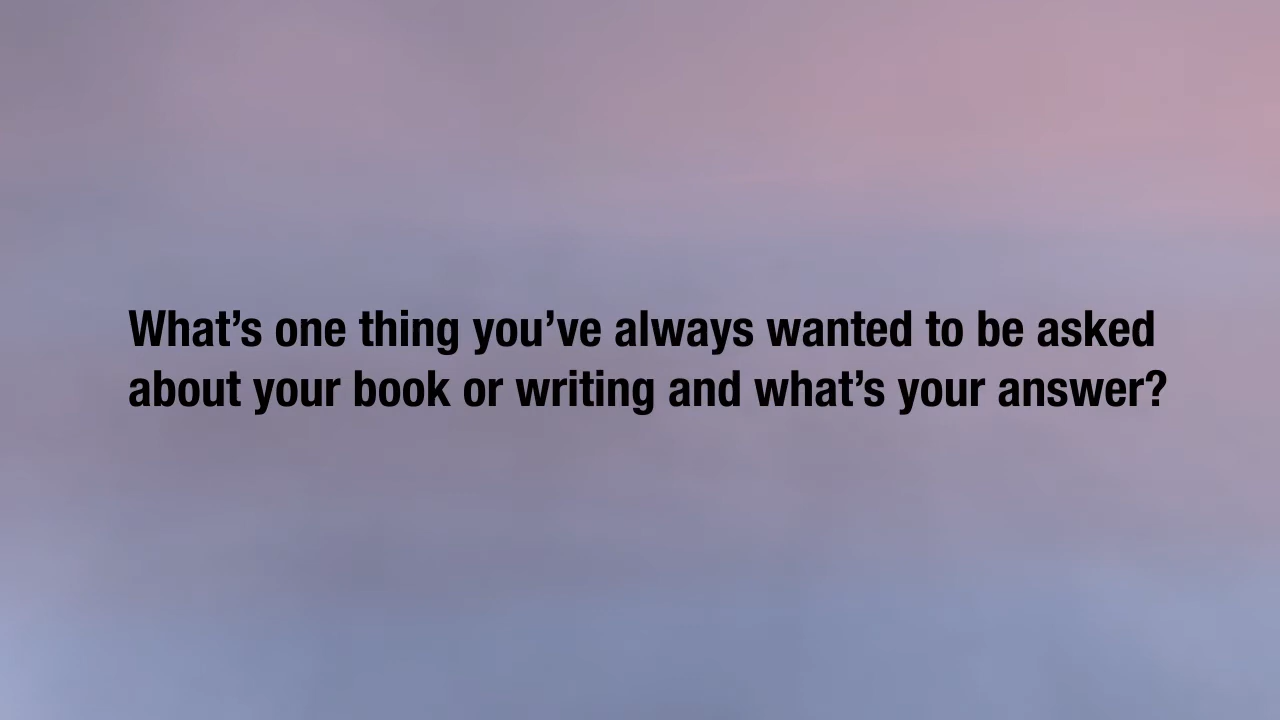 What’s one thing you’ve always wanted to be asked
about your book or writing and what’s your answer?